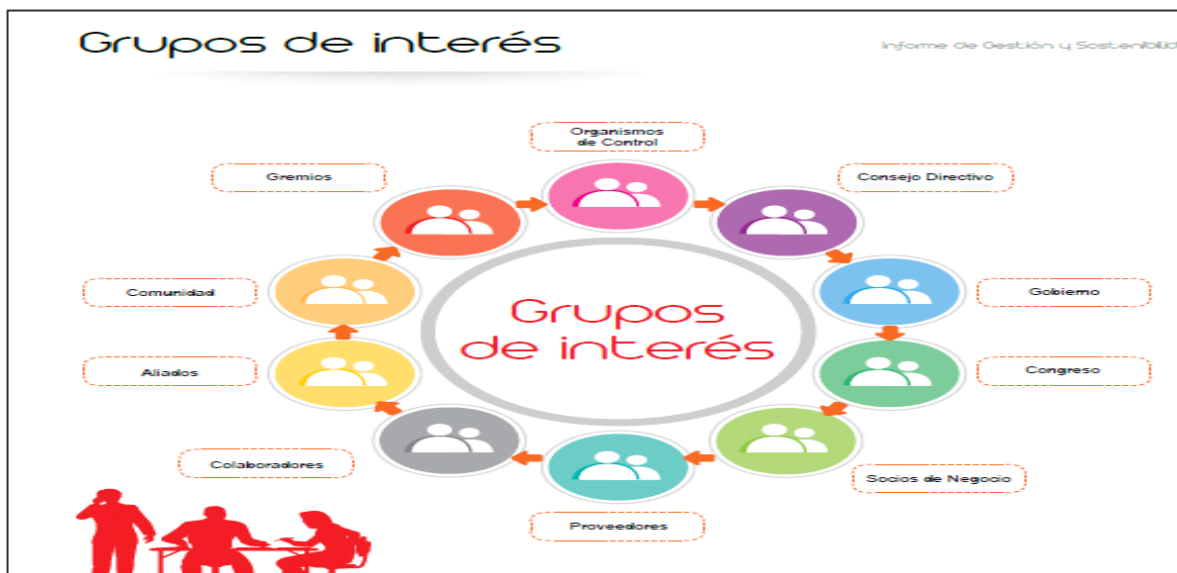 Grupos de interés
Informe de Gestión y Sostenibilid
Organismos
de Control
Gremios
Consejo Directivo
Comunidad
Gobierno
Grupos
de interés
Aliados
Congreso
Colaboradores
Socios de Negocio
Proveedores